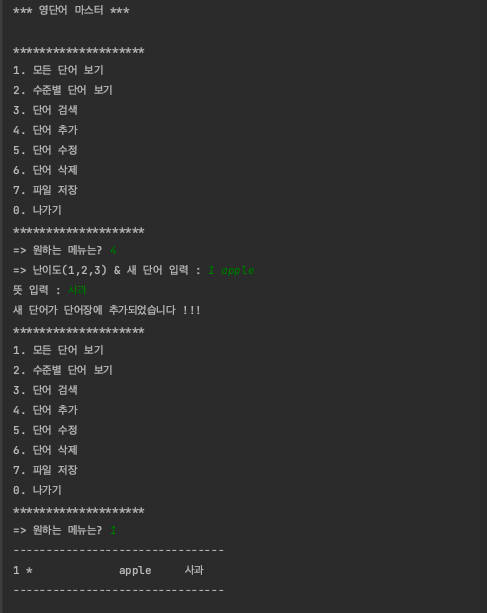 *** 영단어 마스터 ***
********************
1. 모든 단어 보기
2. 수준별 단어 보기
3. 단어 검색
4. 단어 추가
5. 단어 수정
6. 단어 삭제
7. 파일 저장
0. 나가기
********************
=> 원하는 메뉴는? 4
=> 난이도(1,2,3) & 새 단어 입력 : 1 apple
뜻 입력 : 사과
새 단어가 단어장에 추가되었습니다 !!!
********************
1. 모든 단어 보기
2. 수준별 단어 보기
3. 단어 검색
4. 단어 추가
5. 단어 수정
6. 단어 삭제
7. 파일 저장
0. 나가기
********************
=> 원하는 메뉴는? 1
--------------------------------
1 * apple 사과
--------------------------------